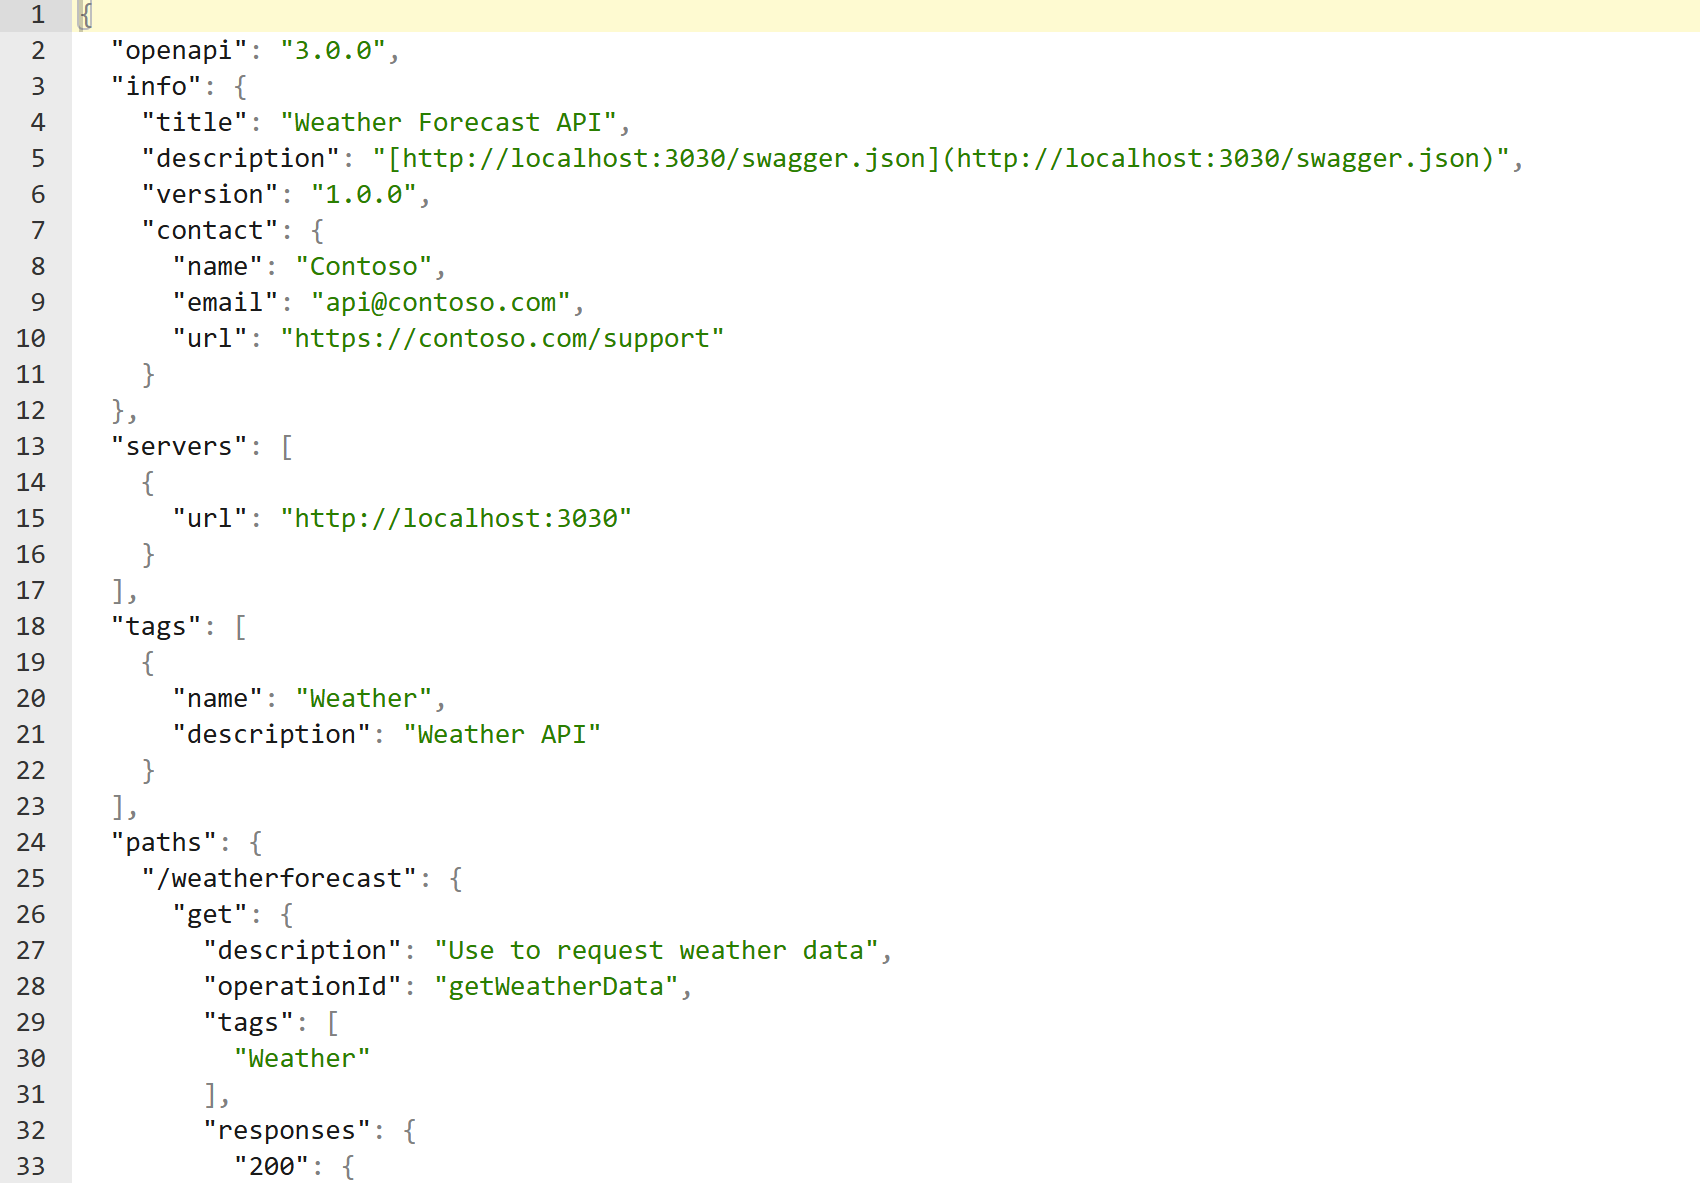 1 {
2   "openapi": "3.0.0",
3   "info": {
4     "title": "Weather Forecast API",
5     "description": "[http://localhost:3030/swagger.json](http://localhost:3030/swagger.json)",
6     "version": "1.0.0",
7     "contact": {
8       "name": "Contoso",
9       "email": "api@contoso.com",
10       "url": "https://contoso.com/support"
11     }
12   },
13   "servers": [
14     {
15       "url": "http://localhost:3030"
16     }
17   ],
18   "tags": [
19     {
20       "name": "Weather",
21       "description": "Weather API"
22     }
23   ],
24   "paths": {
25     "/weatherforecast": {
26       "get": {
27         "description": "Use to request weather data",
28         "operationId": "getWeatherData",
29         "tags": [
30           "Weather"
31         ],
32         "responses": {
33           "200": {